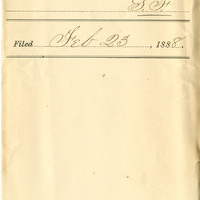 S. F.
Filed Feb 23, 1888.